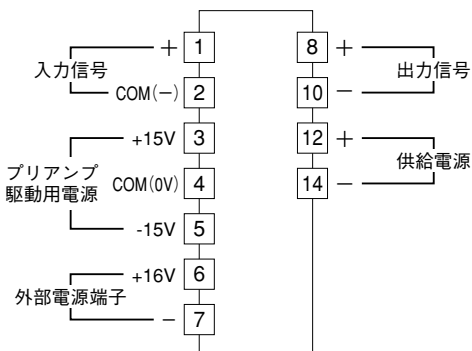 入力信号
+ 1
COM(−) 2
プリアンプ
駆動用電源
+15V 3
COM(0V) 4
-15V 5
外部電源端子
+16V 6
− 7
8 +
10 −
出力信号
12 +
14 −
供給電源